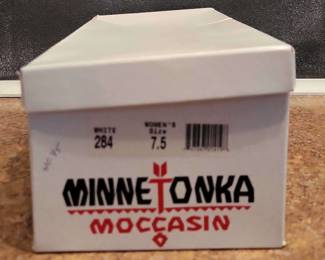 WHITE WOMEN'S Size
284 7.5
MINNETONKA
MOCCASIN